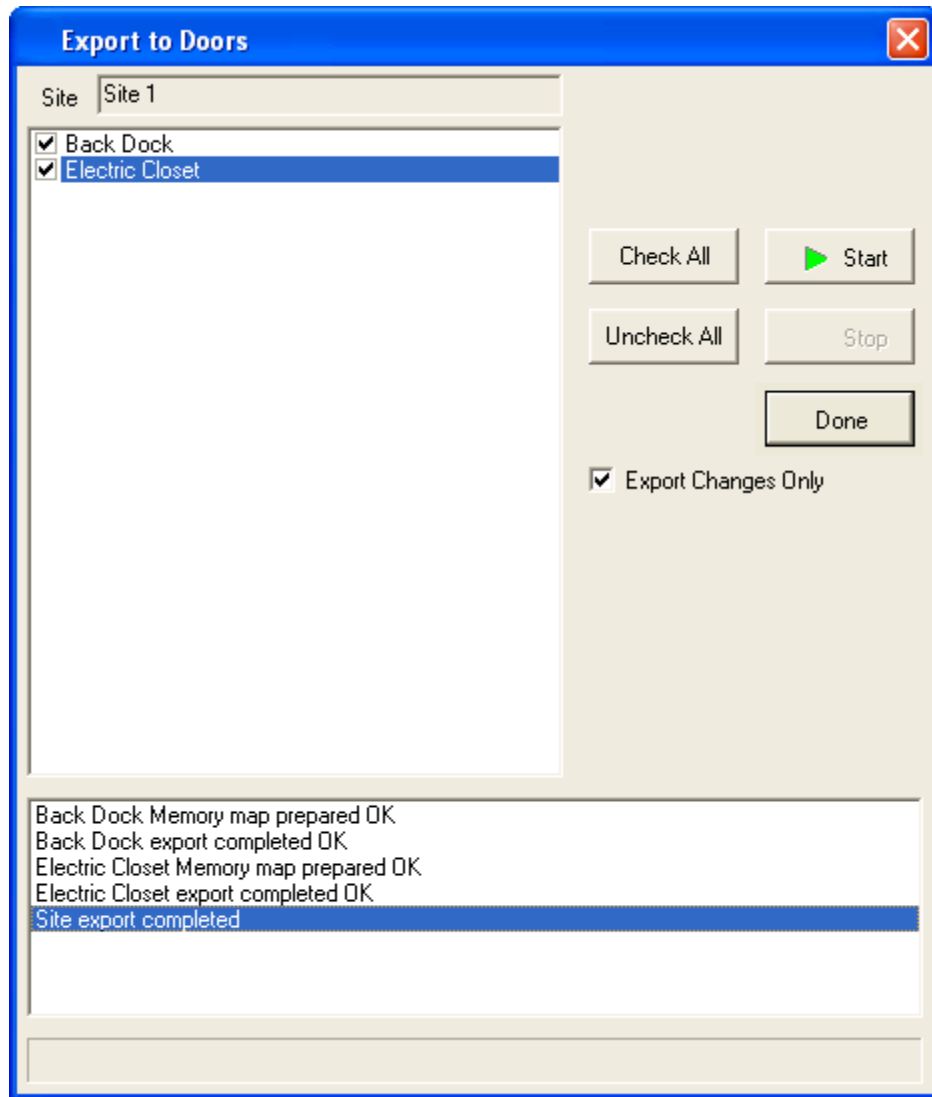 Export to Doors
Site Site 1
Back Dock
Electric Closet
Check All Start
Uncheck All Stop
Done
Export Changes Only
Back Dock Memory map prepared OK
Back Dock export completed OK
Electric Closet Memory map prepared OK
Electric Closet export completed OK
Site export completed